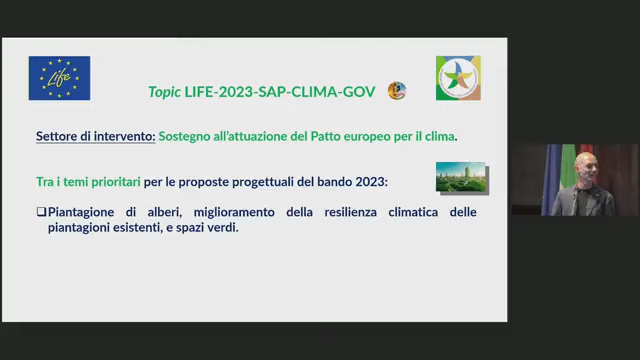 Life
Topic LIFE-2023-SAP-CLIMA-GOV
Settore di intervento: Sostegno all'attuazione del Patto europeo per il clima.
Tra i temi prioritari per le proposte progettuali del bando 2023:
❑Piantagione di alberi, miglioramento della resilienza climatica delle
piantagioni esistenti, e spazi verdi.